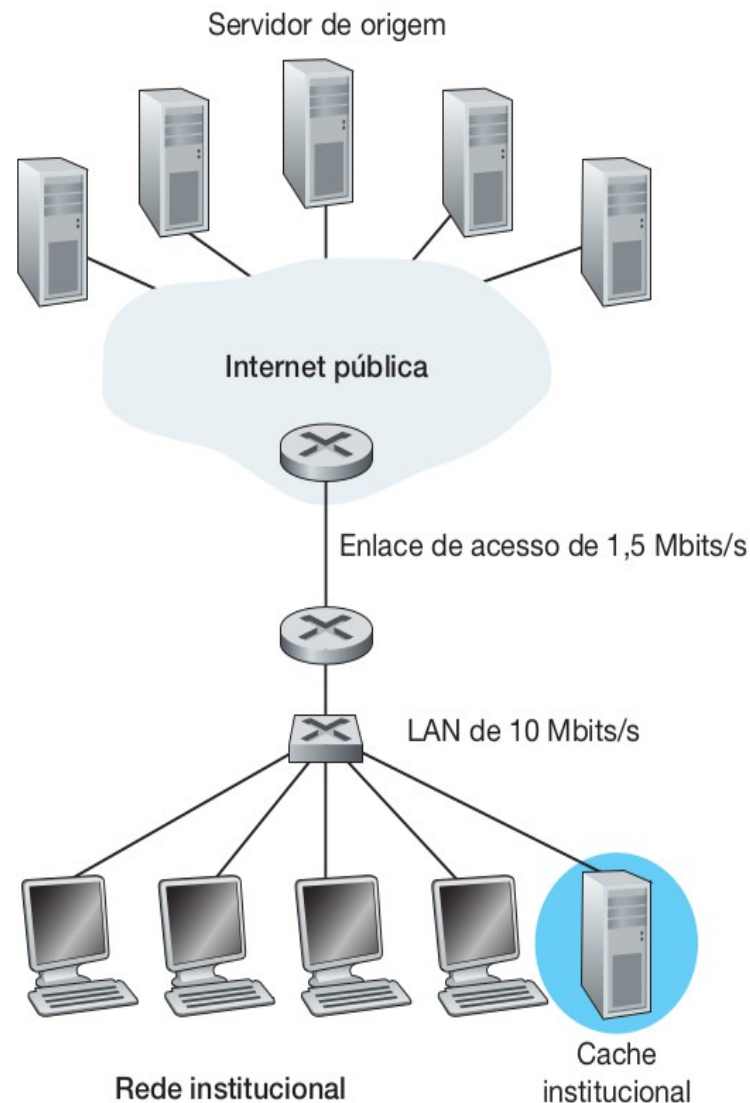 Servidor de origem
Internet pública
Enlace de acesso de 1,5 Mbits/s
LAN de 10 Mbits/s
Rede institucional
Cache
institucional